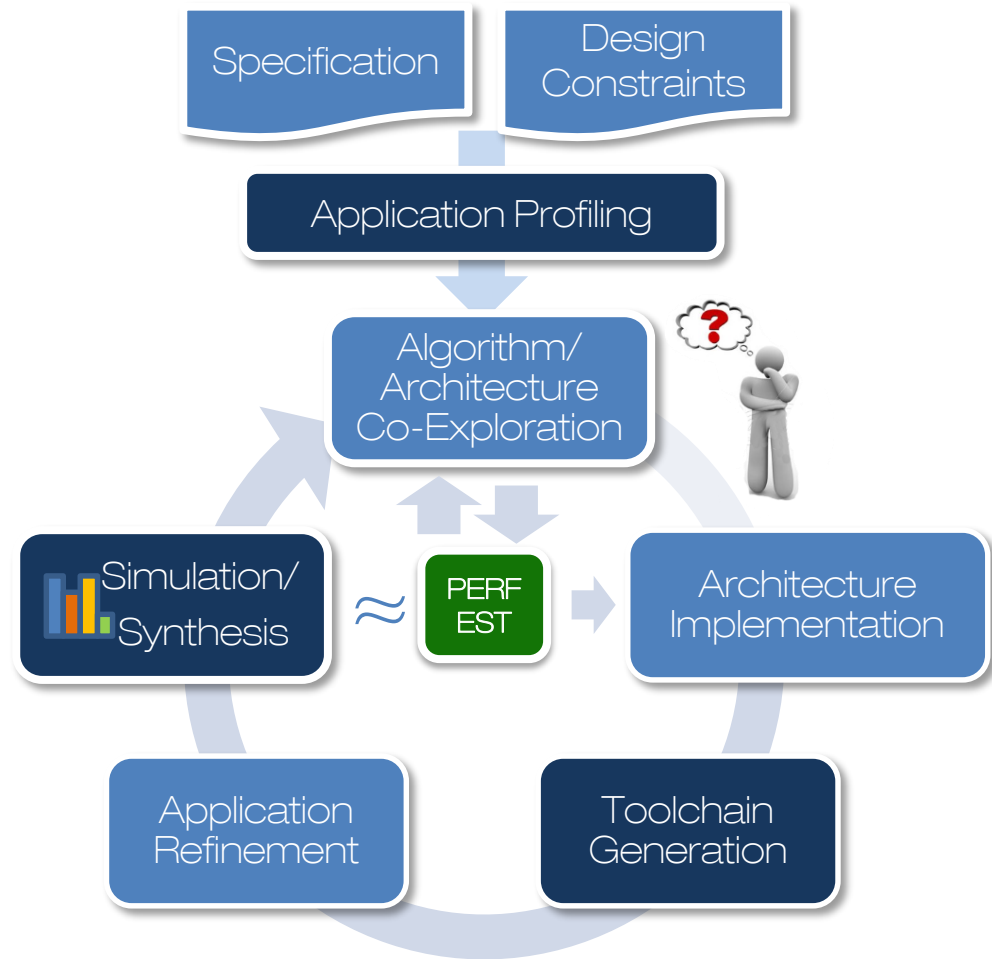 Specification
Design
Constraints
Application Profiling
?
Algorithm/
Architecture
Co-Exploration
Simulation/
Synthesis
≈
PERF
EST
Architecture
Implementation
Application
Refinement
Toolchain
Generation